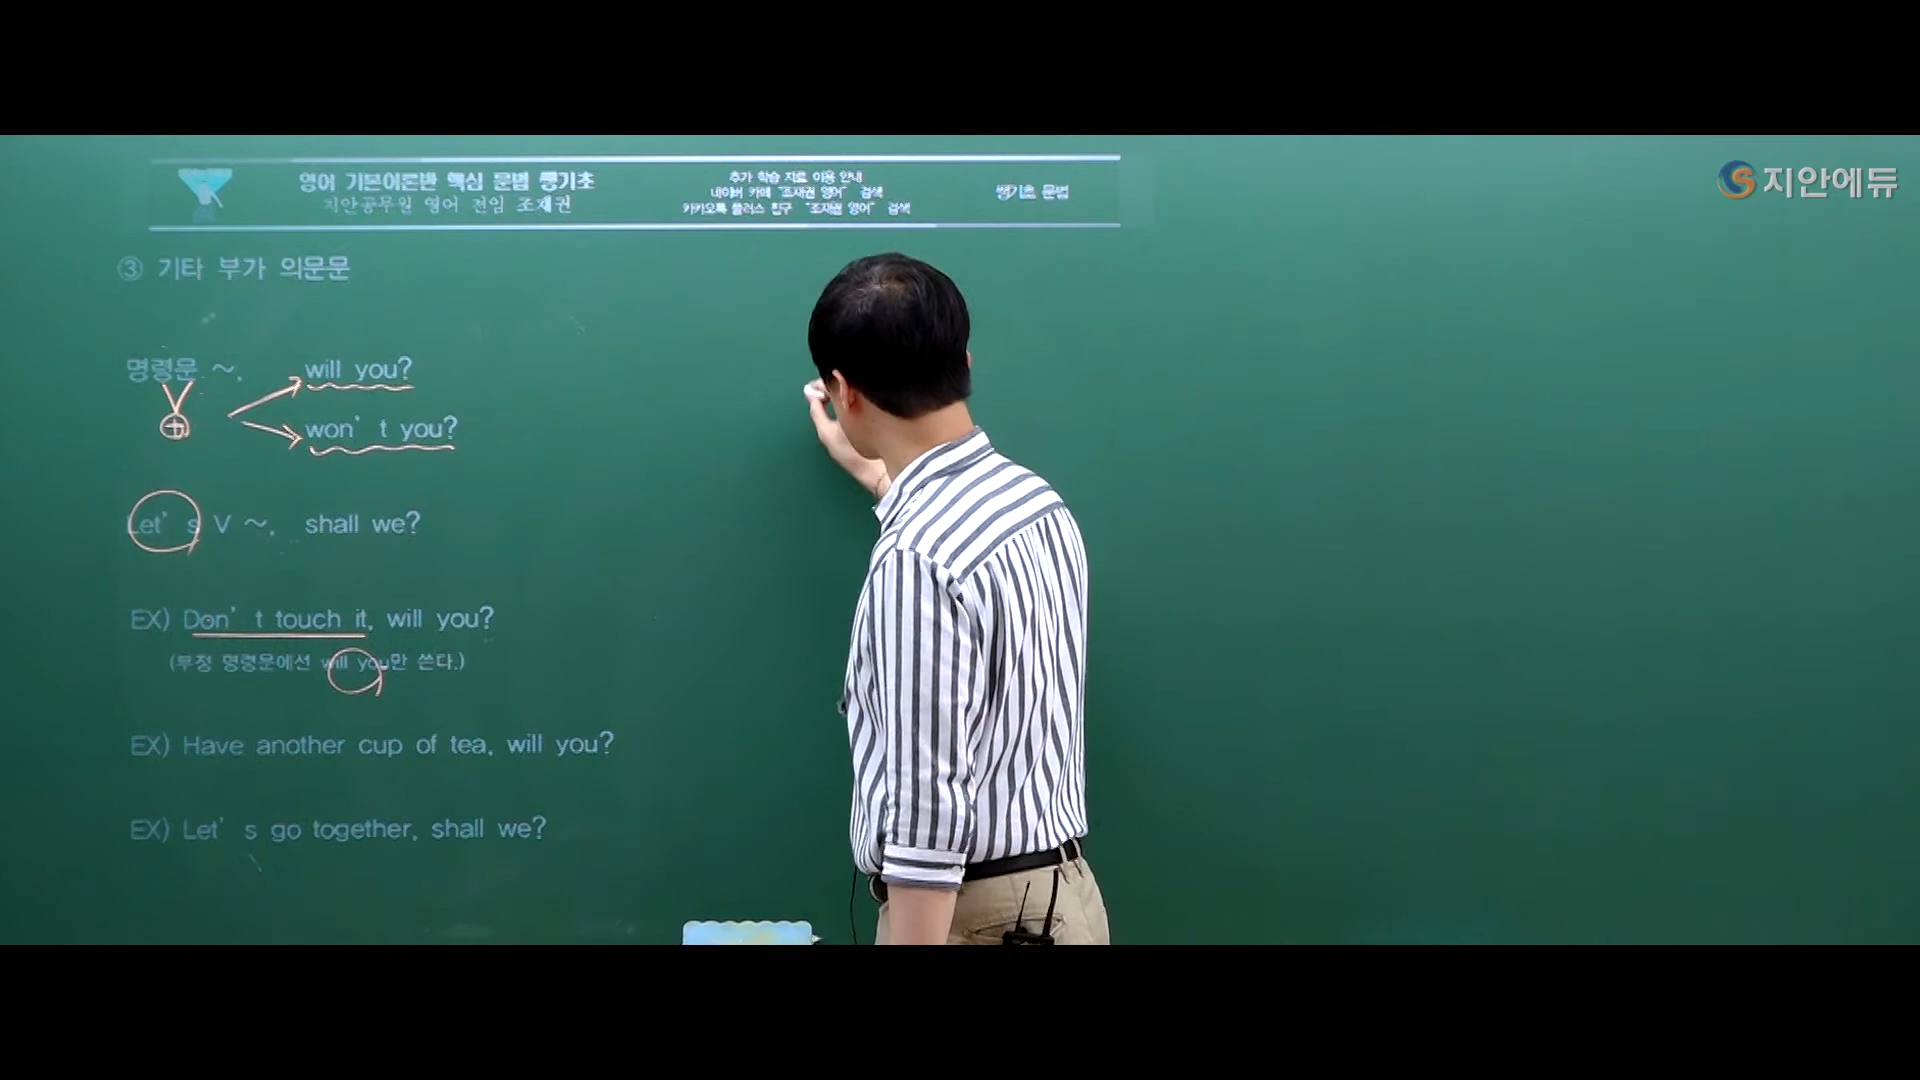 영어 기본이론반 핵심 문법 쌩기초
지안공무원 영어 전임 조재권
추가 학습 자료 이용 안내
네이버 카페 "조재권 영어" 검색
카카오톡 플러스 친구 "조재권 영어" 검색
쌩기초 문법
지안에듀
③ 기타 부가 의문문
명령문 ~, will you?
V
+
won't you?
Let's V ~, shall we?
EX) Don't touch it, will you?
(부정 명령문에선 will you만 쓴다.)
EX) Have another cup of tea, will you?
EX) Let's go together, shall we?